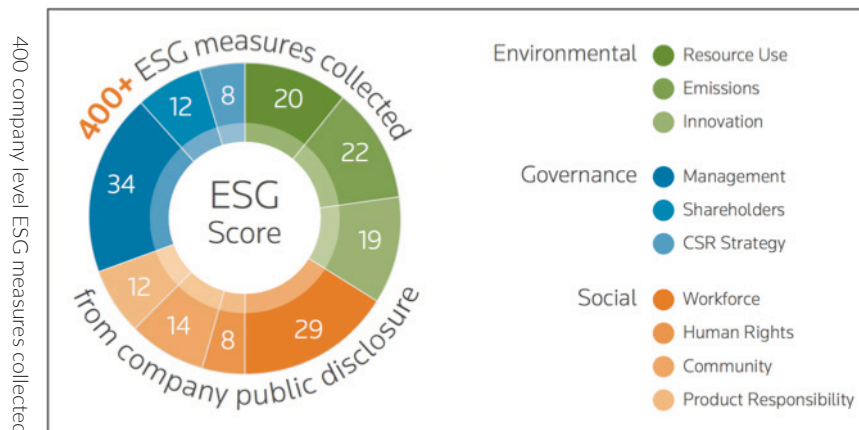 400 company level ESG measures collected
400+ ESG measures collected
from company public disclosure
20
22
19
29
8
14
12
34
12
8
ESG
Score
Environmental
Resource Use
Emissions
Innovation
Governance
Management
Shareholders
CSR Strategy
Social
Workforce
Human Rights
Community
Product Responsibility